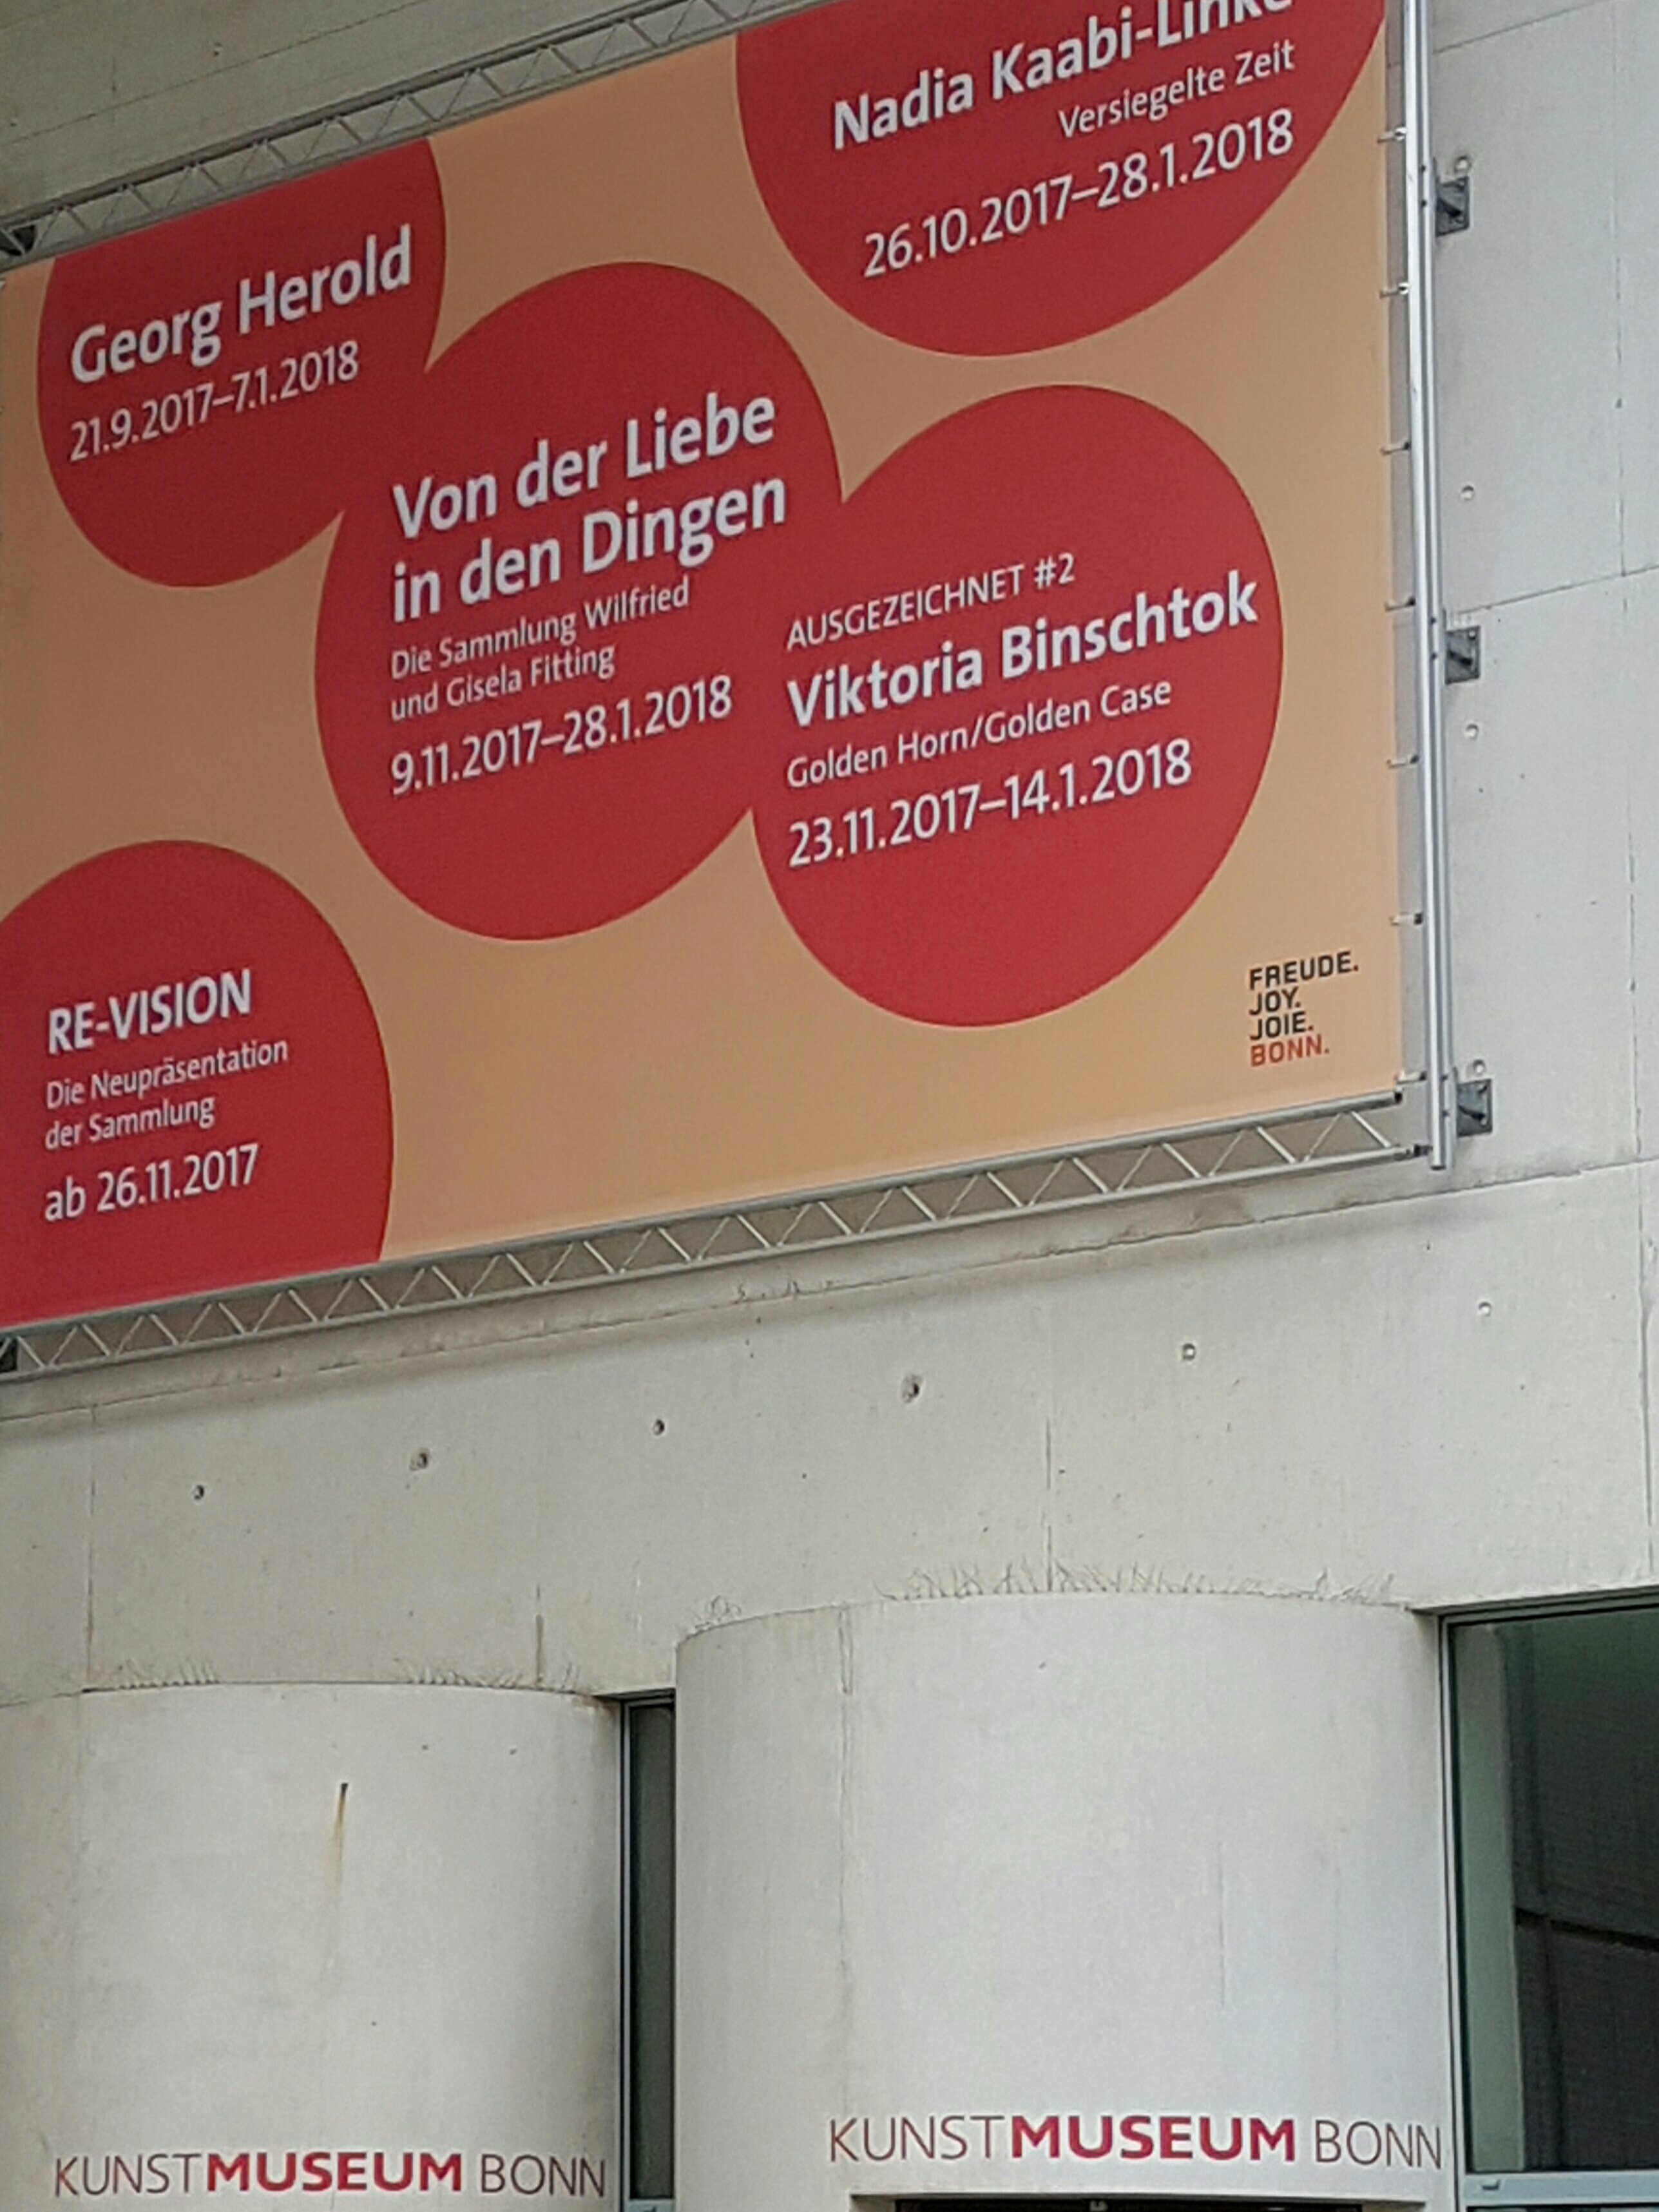 Nadia Kaabi-Linke
Versiegelte Zeit
26.10.2017–28.1.2018
Georg Herold
21.9.2017–7.1.2018
Von der Liebe
in den Dingen
Die Sammlung Wilfried
und Gisela Fitting
9.11.2017–28.1.2018
AUSGEZEICHNET #2
Viktoria Binschtok
Golden Horn/Golden Case
23.11.2017–14.1.2018
RE-VISION
Die Neupräsentation
der Sammlung
ab 26.11.2017
FREUDE.
JOY.
JOIE.
BONN.
KUNSTMUSEUM BONN
KUNSTMUSEUM BONN